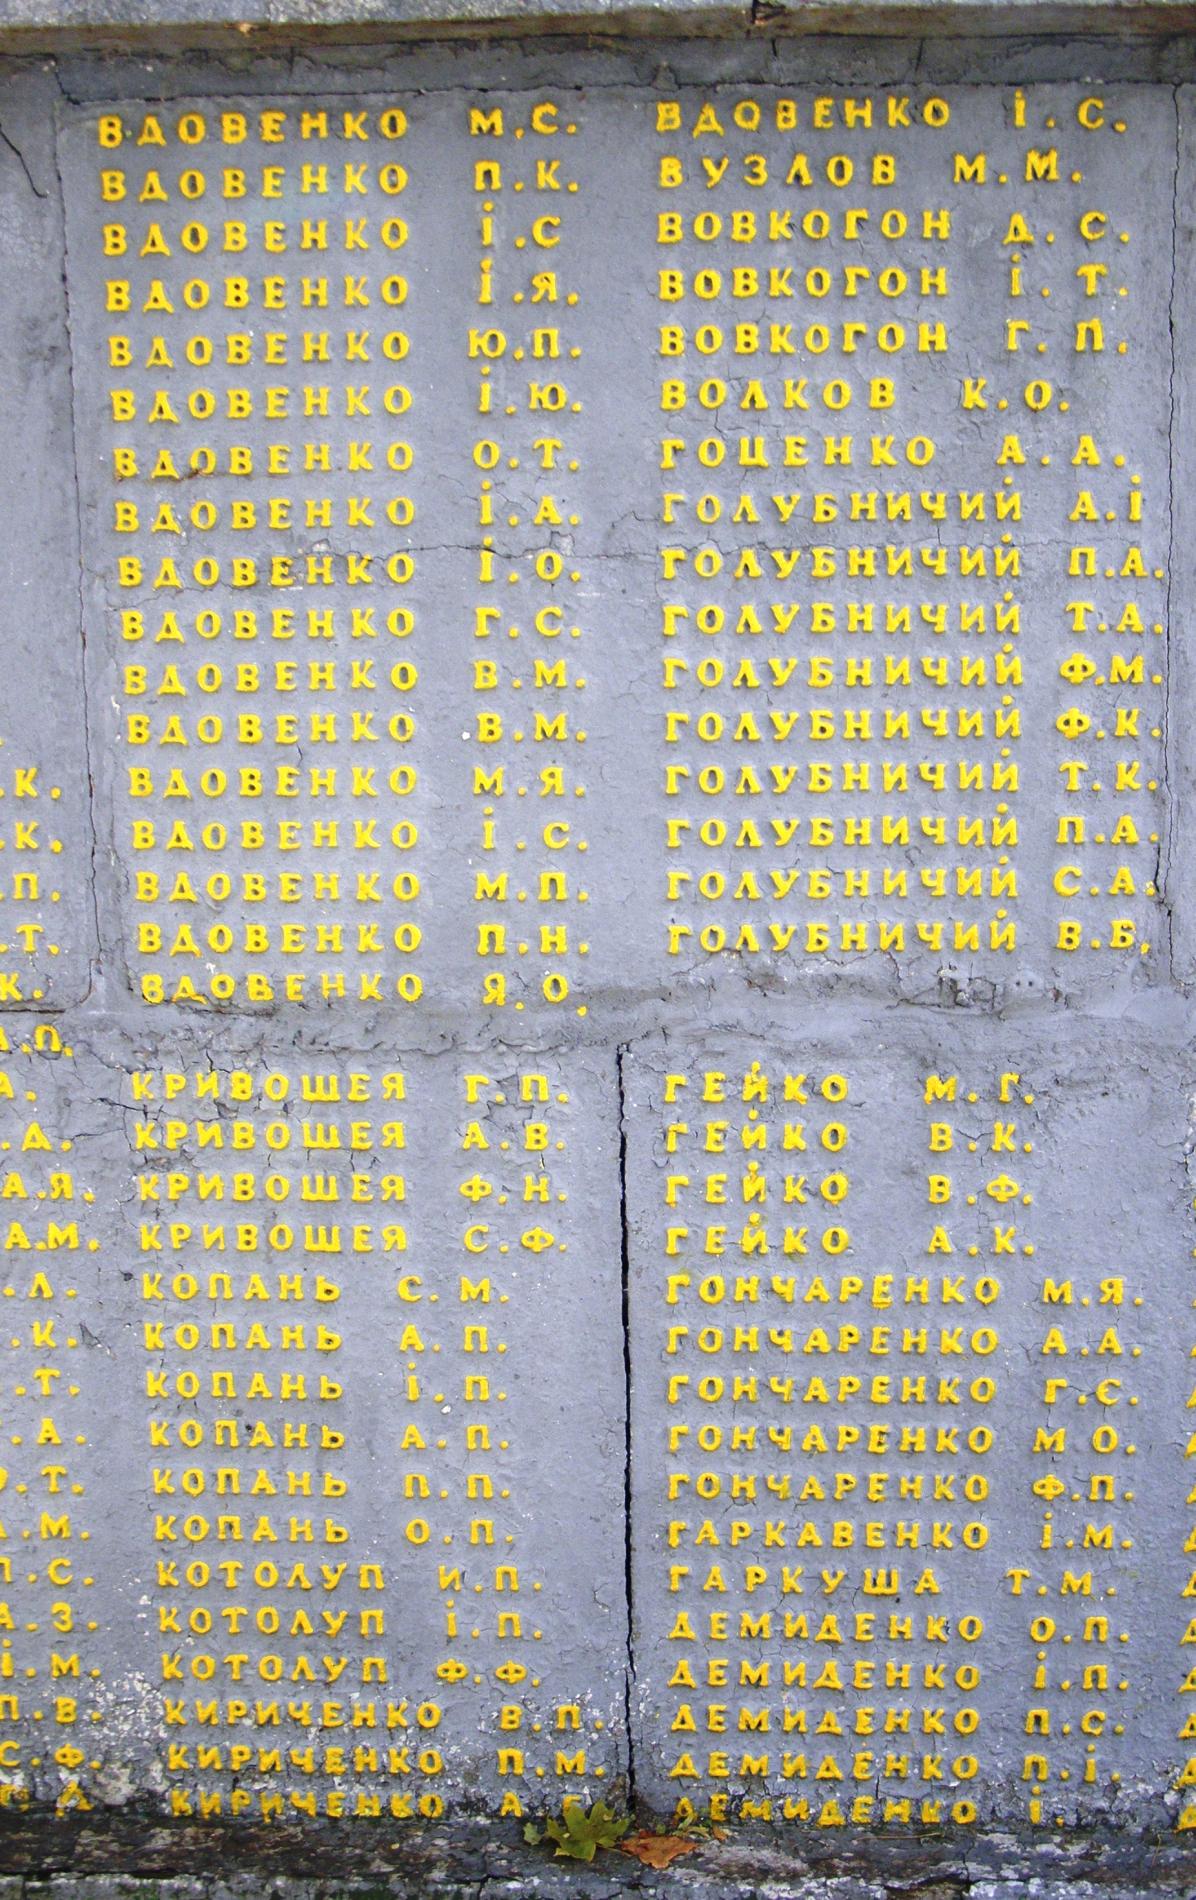 ВДОВЕНКО М.С.
ВДОВЕНКО П.К.
ВДОВЕНКО І.С
ВДОВЕНКО І.Я.
ВДОВЕНКО Ю.П.
ВДОВЕНКО І.Ю.
ВДОВЕНКО О.Т.
ВДОВЕНКО І.А.
ВДОВЕНКО І.О.
ВДОВЕНКО Г.С.
ВДОВЕНКО В.М.
ВДОВЕНКО В.М.
ВДОВЕНКО М.Я.
ВДОВЕНКО І.С.
ВДОВЕНКО М.П.
ВДОВЕНКО П.Н.
ВДОВЕНКО Я.О.
ВДОВЕНКО І.С.
ВУЗЛОВ М.М.
ВОВКОГОН Д.С.
ВОВКОГОН І.Т.
ВОВКОГОН Г.П.
ВОЛКОВ К.О.
ГОЦЕНКО А.А.
ГОЛУБНИЧИЙ А.І
ГОЛУБНИЧИЙ П.А.
ГОЛУБНИЧИЙ Т.А.
ГОЛУБНИЧИЙ Ф.М.
ГОЛУБНИЧИЙ Ф.К.
ГОЛУБНИЧИЙ Т.К.
ГОЛУБНИЧИЙ П.А.
ГОЛУБНИЧИЙ С.А.
ГОЛУБНИЧИЙ В.Б.
КРИВОШЕЯ Г.П.
КРИВОШЕЯ А.В.
КРИВОШЕЯ Ф.Н.
КРИВОШЕЯ С.Ф.
КОПАНЬ С.М.
КОПАНЬ А.П.
КОПАНЬ І.П.
КОПАНЬ А.П.
КОПАНЬ П.П.
КОПАНЬ О.П.
КОТОЛУП И.П.
КОТОЛУП І.П.
КОТОЛУП Ф.Ф.
КИРИЧЕНКО В.П.
КИРИЧЕНКО П.М.
КИРИЧЕНКО А.
ГЕЙКО М.Г.
ГЕЙКО В.К.
ГЕЙКО В.Ф.
ГЕЙКО А.К.
ГОНЧАРЕНКО М.Я.
ГОНЧАРЕНКО А.А.
ГОНЧАРЕНКО Г.Є.
ГОНЧАРЕНКО М О.
ГОНЧАРЕНКО Ф.П.
ГАРКАВЕНКО І.М.
ГАРКУША Т.М.
ДЕМИДЕНКО О.П.
ДЕМИДЕНКО І.П.
ДЕМИДЕНКО П.С.
ДЕМИДЕНКО П.І.
ДЕМИДЕНКО І.